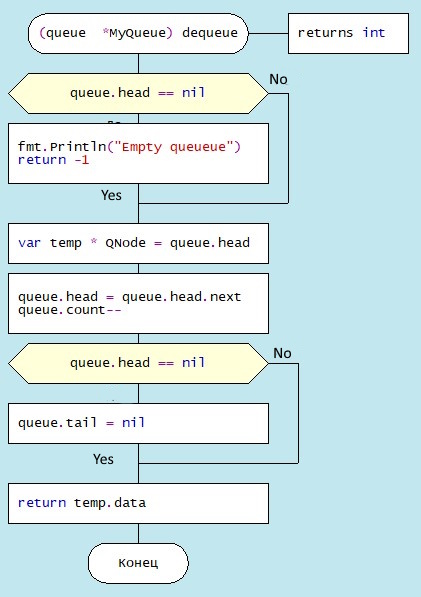 (queue *MyQueue) dequeue
returns int
queue.head == nil
No
fmt.Println("Empty queueue")
return -1
Yes
var temp * QNode = queue.head
queue.head = queue.head.next
queue.count--
queue.head == nil
No
queue.tail = nil
Yes
return temp.data
Конец